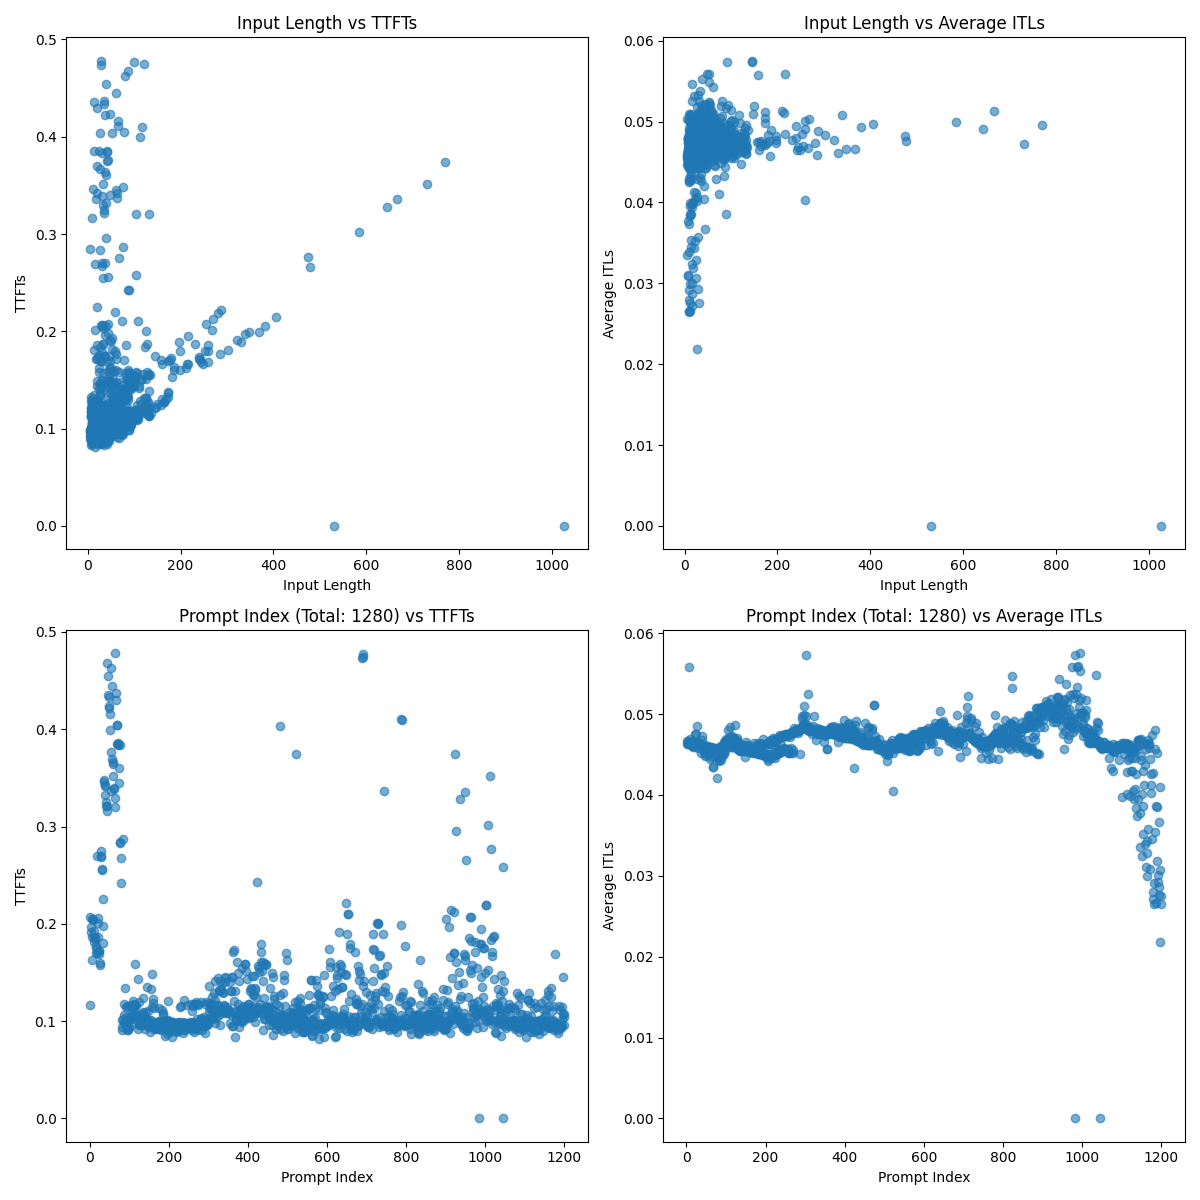 Input Length vs TTFTs
0.5
0.4
0.3
0.2
0.1
0.0
TTFTs
0 200 400 600 800 1000
Input Length
Input Length vs Average ITLs
0.06
0.05
0.04
0.03
0.02
0.01
0.00
Average ITLs
0 200 400 600 800 1000
Input Length
Prompt Index (Total: 1280) vs TTFTs
0.5
0.4
0.3
0.2
0.1
0.0
TTFTs
0 200 400 600 800 1000 1200
Prompt Index
Prompt Index (Total: 1280) vs Average ITLs
0.06
0.05
0.04
0.03
0.02
0.01
0.00
Average ITLs
0 200 400 600 800 1000 1200
Prompt Index